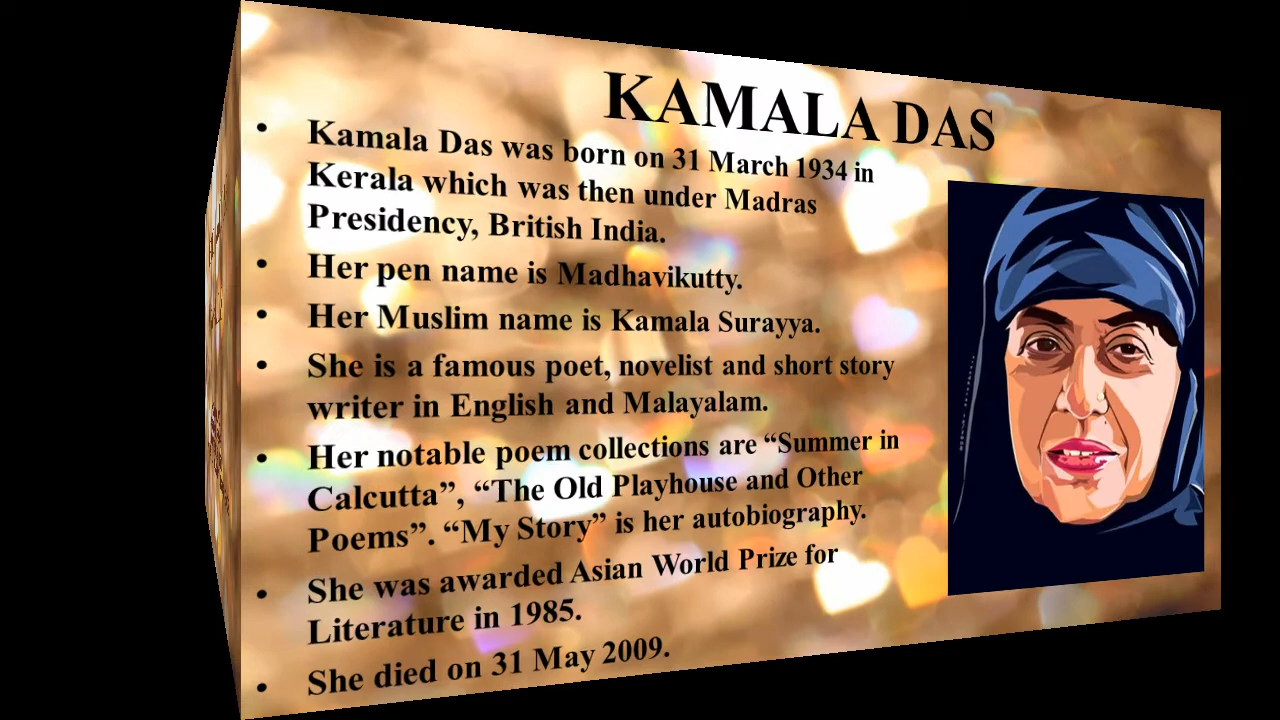 KAMALA DAS
• Kamala Das was born on 31 March 1934 in
Kerala which was then under Madras
Presidency, British India.
• Her pen name is Madhavikutty.
• Her Muslim name is Kamala Surayya.
• She is a famous poet, novelist and short story
writer in English and Malayalam.
• Her notable poem collections are “Summer in
Calcutta”, “The Old Playhouse and Other
Poems”. “My Story” is her autobiography.
• She was awarded Asian World Prize for
Literature in 1985.
• She died on 31 May 2009.